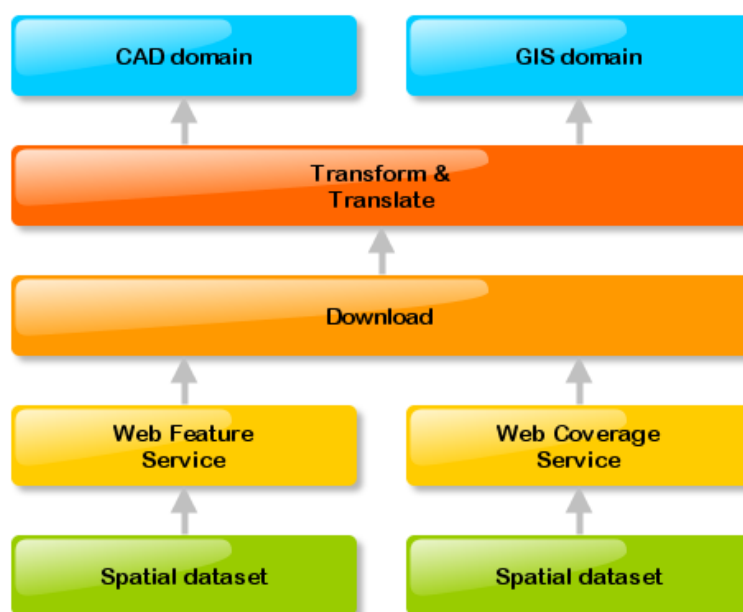 CAD domain
GIS domain
Transform &
Translate
Download
Web Feature
Service
Web Coverage
Service
Spatial dataset
Spatial dataset